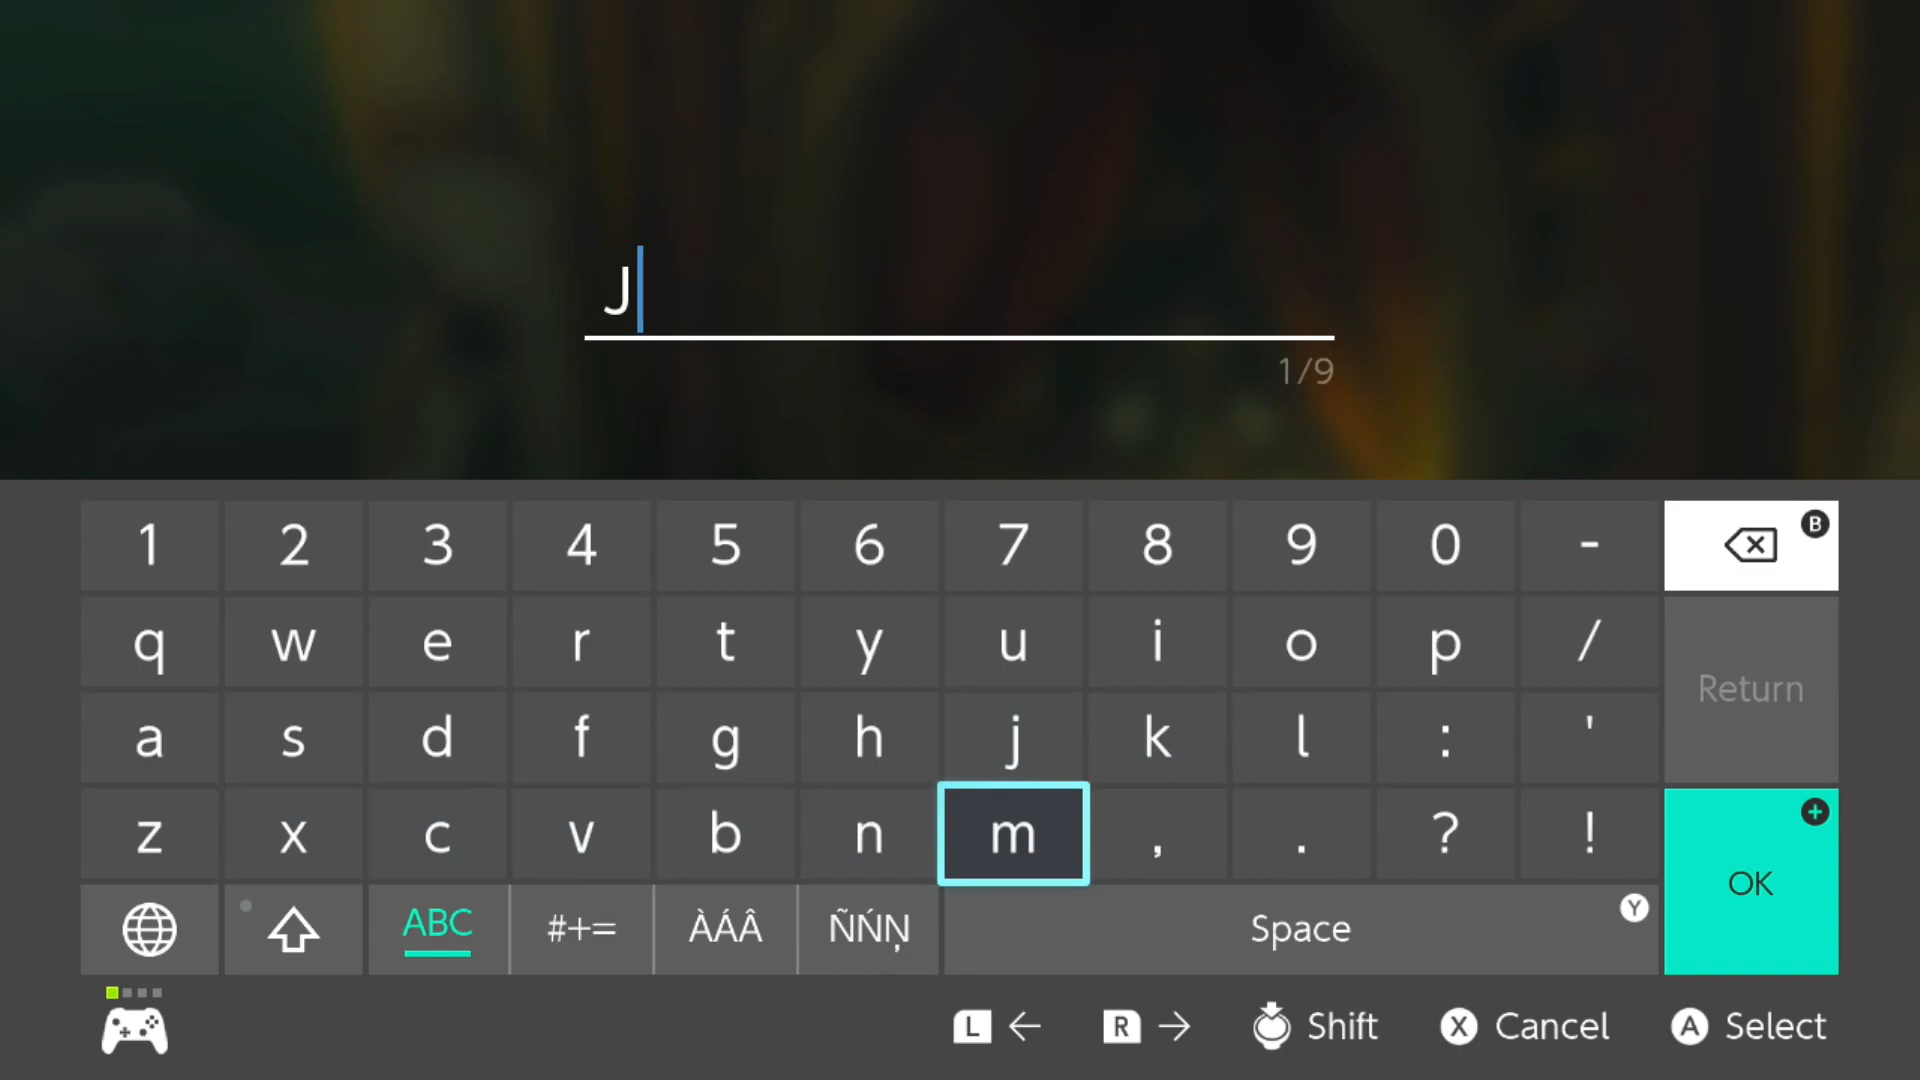 J
1/9
1 2 3 4 5 6 7 8 9 0 - B
q w e r t y u i o p /
Return
a s d f g h j k l : '
z x c v b n m , . ? ! +
OK
ABC #+= ÀÁÂ ÑŃŅ Space Y
L ← R → Shift X Cancel A Select